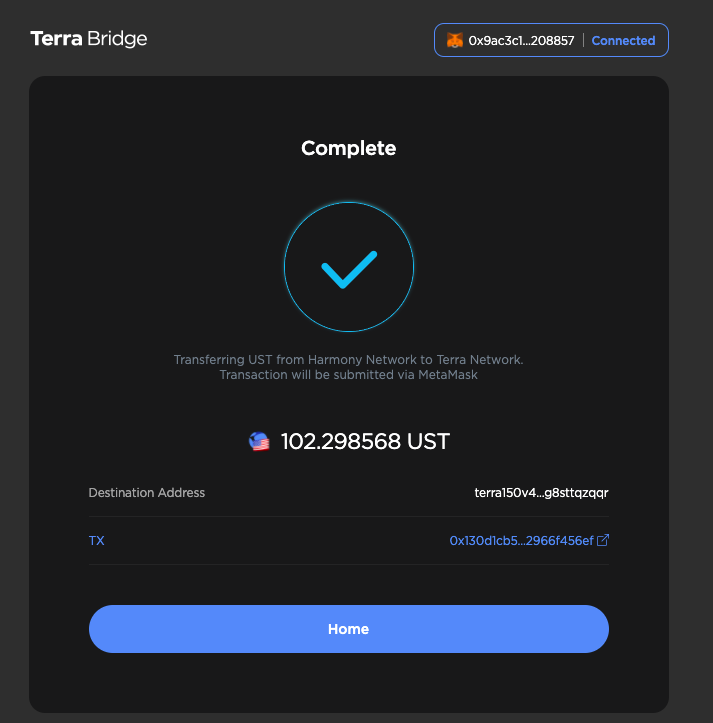 Terra Bridge
0x9ac3c1...208857 | Connected
Complete
Transferring UST from Harmony Network to Terra Network.
Transaction will be submitted via MetaMask
102.298568 UST
Destination Address terra150v4...g8sttqzqqr
TX 0x130d1cb5...2966f456ef
Home